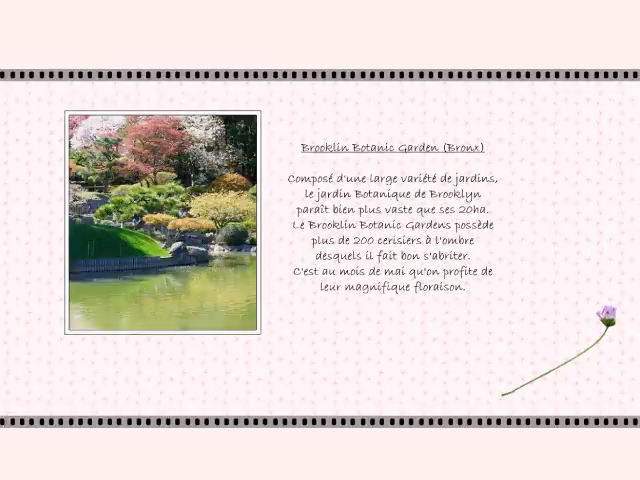 Brooklin Botanic Garden (Bronx)
Composé d'une large variété de jardins,
le jardin Botanique de Brooklyn
paraît bien plus vaste que ses 20ha.
Le Brooklin Botanic Gardens possède
plus de 200 cerisiers à l'ombre
desquels il fait bon s'abriter.
C'est au mois de mai qu'on profite de
leur magnifique floraison.